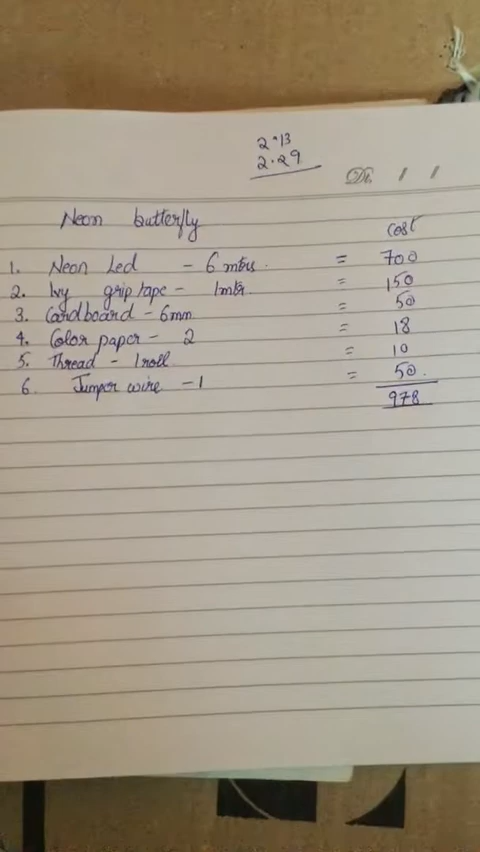 2.13
2.29
Dt. / /
Neon butterfly
cost
1. Neon Led - 6 mtrs. = 700
2. Ivy grip tape - 1mtr = 150
3. Cardboard - 6mm = 50
4. Color paper - 2 = 18
5. Thread - 1roll = 10
6. Jumper wire - 1 = 50.
978